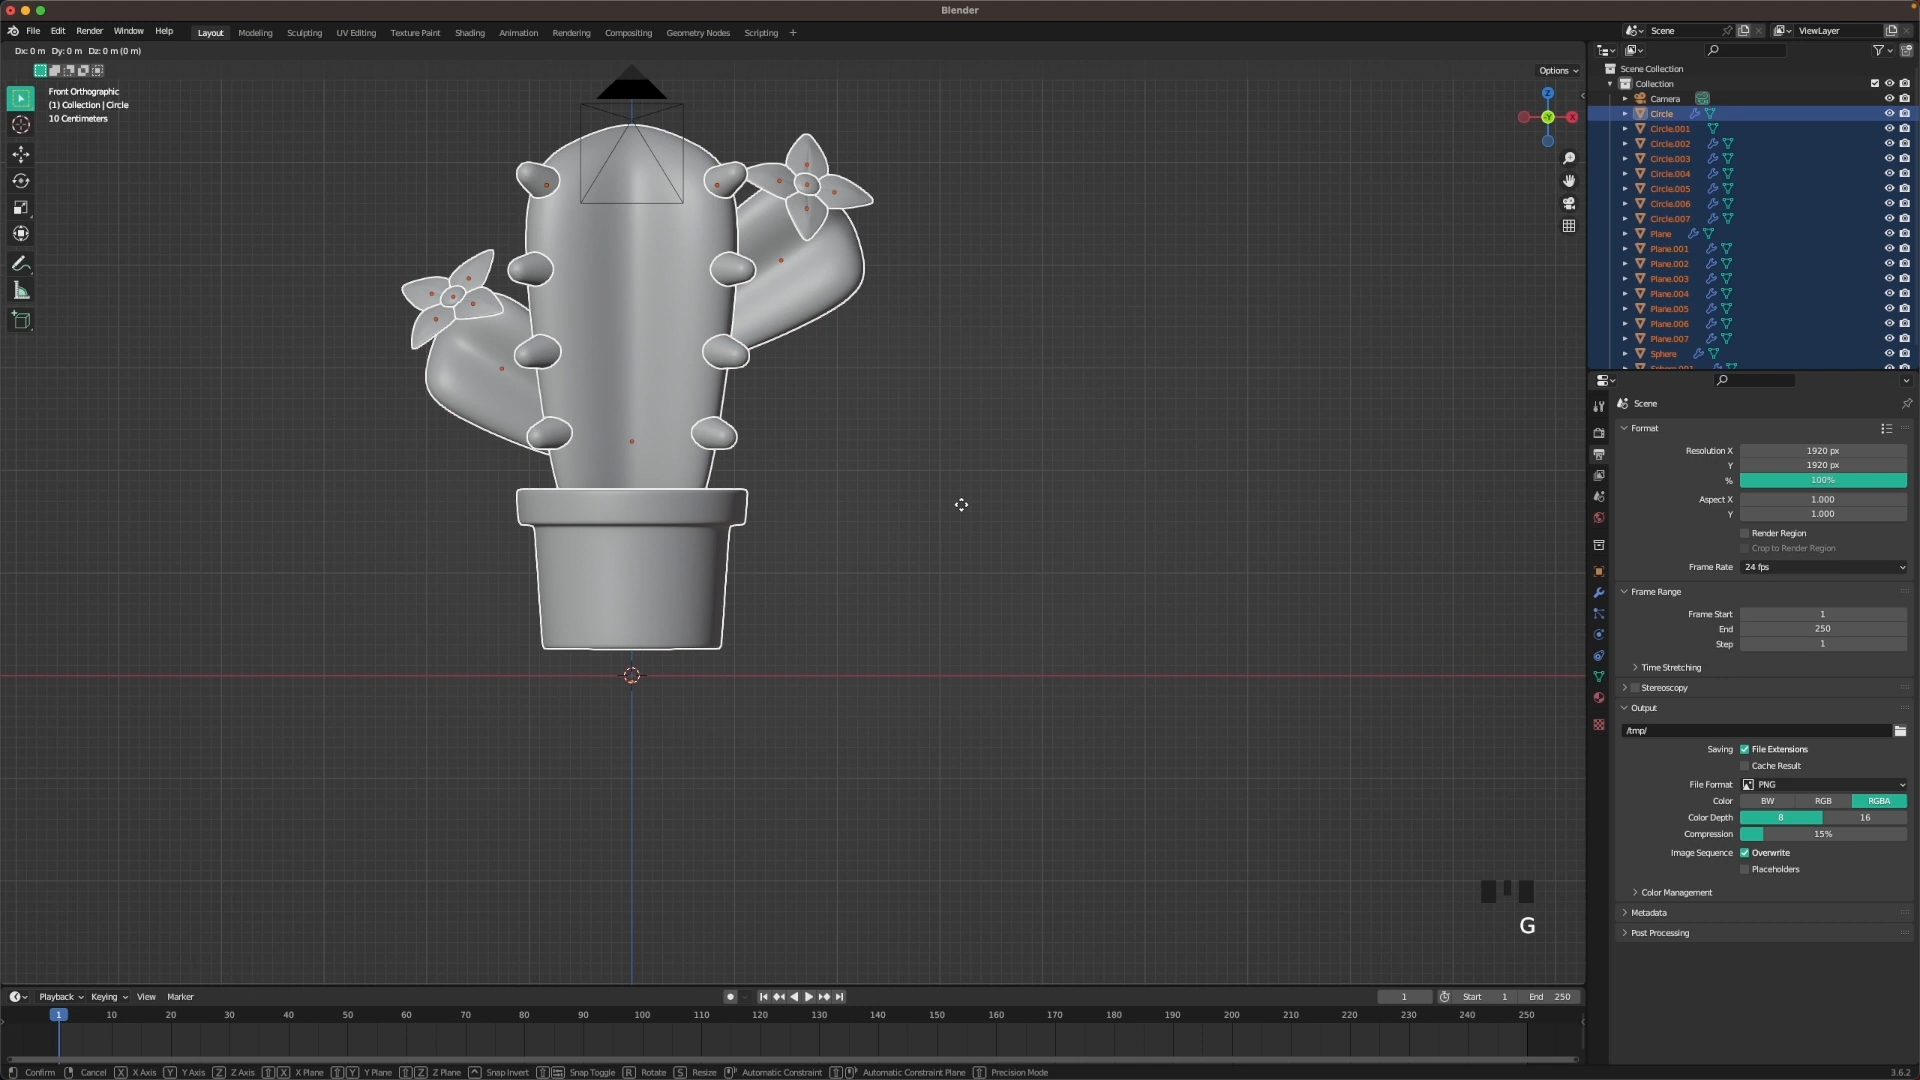 Blender
File Edit Render Window Help
Layout Modeling Sculpting UV Editing Texture Paint Shading Animation Rendering Compositing Geometry Nodes Scripting +
Scene
ViewLayer
Dx: 0 m Dy: 0 m Dz: 0 m (0 m)
Options
Front Orthographic
(1) Collection | Circle
10 Centimeters
Z
X
-Y
Scene Collection
Collection
Camera
Circle
Circle.001
Circle.002
Circle.003
Circle.004
Circle.005
Circle.006
Circle.007
Plane
Plane.001
Plane.002
Plane.003
Plane.004
Plane.005
Plane.006
Plane.007
Sphere
Scene
Format
Resolution X 1920 px
Y 1920 px
% 100%
Aspect X 1.000
Y 1.000
Render Region
Crop to Render Region
Frame Rate 24 fps
Frame Range
Frame Start 1
End 250
Step 1
Time Stretching
Stereoscopy
Output
/tmp/
Saving File Extensions
Cache Result
File Format PNG
Color BW RGB RGBA
Color Depth 8 16
Compression 15%
Image Sequence Overwrite
Placeholders
Color Management
Metadata
Post Processing
G
Playback Keying View Marker
1 Start 1 End 250
1 10 20 30 40 50 60 70 80 90 100 110 120 130 140 150 160 170 180 190 200 210 220 230 240 250
Confirm Cancel X X Axis Y Y Axis Z Z Axis X X Plane Y Y Plane Z Z Plane Snap Invert Snap Toggle R Rotate S Resize Automatic Constraint Automatic Constraint Plane Precision Mode
3.6.2